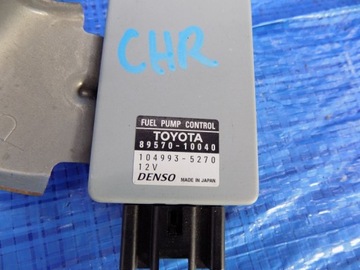 CHR
FUEL PUMP CONTROL
TOYOTA
89570-10040
104993-5270
12V
DENSO MADE IN JAPAN